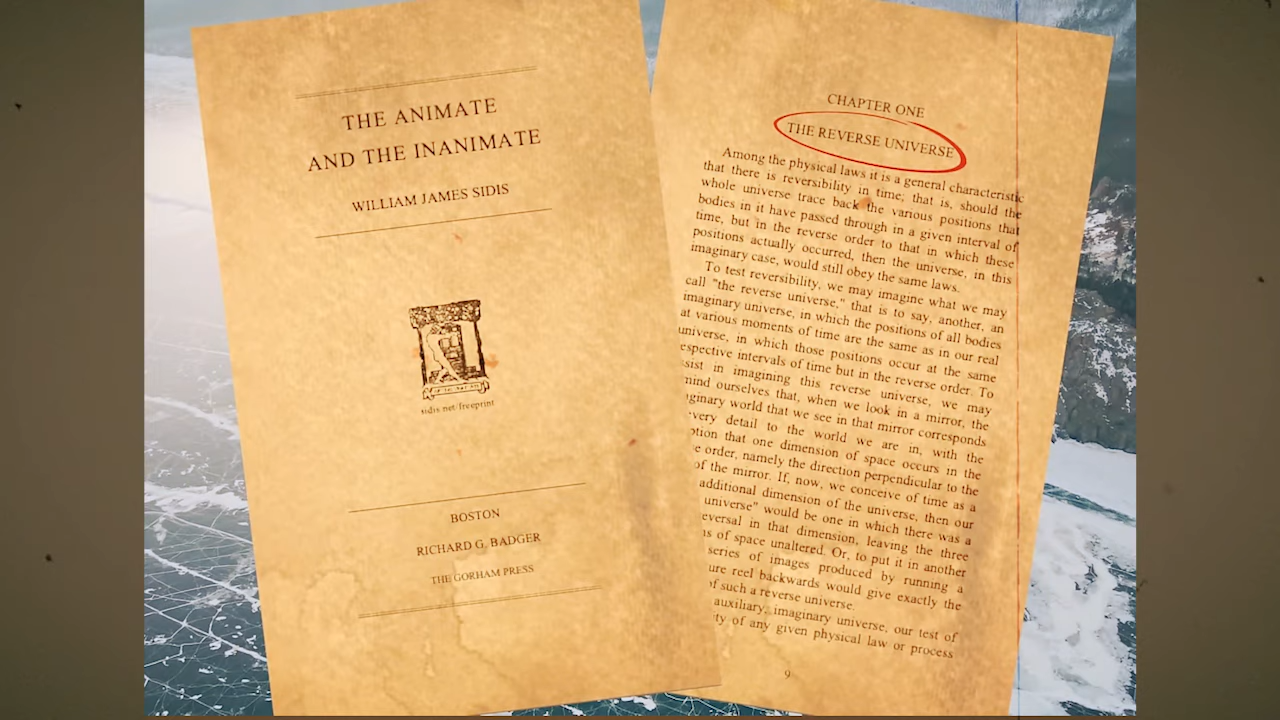 THE ANIMATE
AND THE INANIMATE
WILLIAM JAMES SIDIS
sidis.net/freeprint
BOSTON
RICHARD G. BADGER
THE GORHAM PRESS
CHAPTER ONE
THE REVERSE UNIVERSE
Among the physical laws it is a general characteristic
that there is reversibility in time; that is, should the
whole universe trace back the various positions that
bodies in it have passed through in a given interval of
time, but in the reverse order to that in which these
positions actually occurred, then the universe, in this
imaginary case, would still obey the same laws.
To test reversibility, we may imagine what we may
call "the reverse universe," that is to say, another, an
imaginary universe, in which the positions of all bodies
at various moments of time are the same as in our real
universe, in which those positions occur at the same
espective intervals of time but in the reverse order. To
sist in imagining this reverse universe, we may
mind ourselves that, when we look in a mirror, the
ginary world that we see in that mirror corresponds
very detail to the world we are in, with the
ption that one dimension of space occurs in the
e order, namely the direction perpendicular to the
of the mirror. If, now, we conceive of time as a
additional dimension of the universe, then our
universe" would be one in which there was a
eversal in that dimension, leaving the three
ns of space unaltered. Or, to put it in another
series of images produced by running a
ure reel backwards would give exactly the
of such a reverse universe.
auxiliary, imaginary universe, our test of
ity of any given physical law or process
9